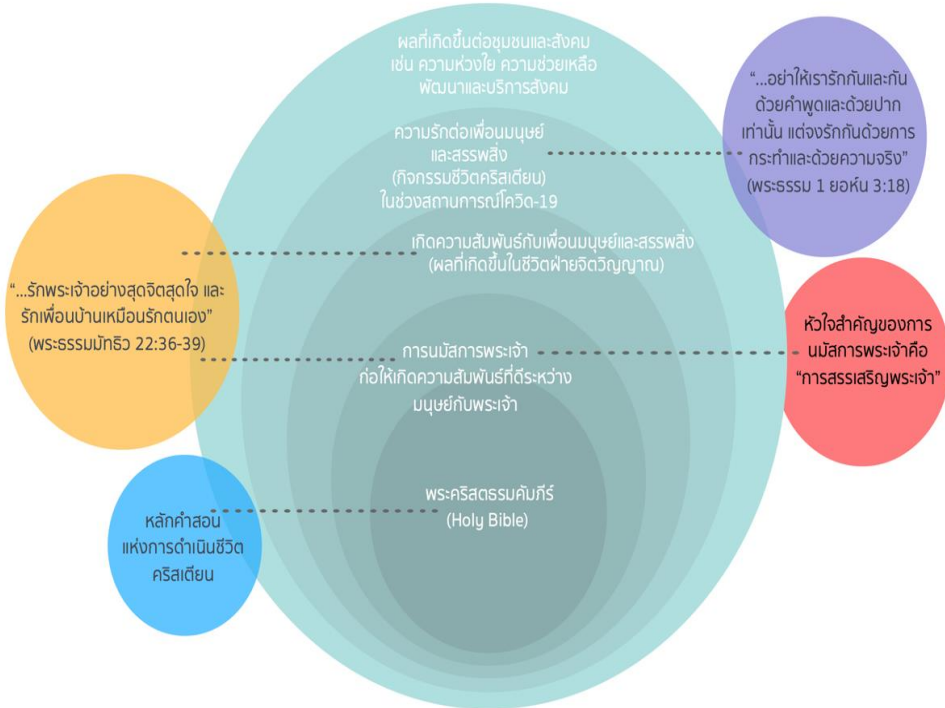 ผลที่เกิดขึ้นต่อชุมชนและสังคม
เช่น ความห่วงใย ความช่วยเหลือ
พัฒนาและบริการสังคม
ความรักต่อเพื่อนมนุษย์
และสรรพสิ่ง
(กิจกรรมชีวิตคริสเตียน)
ในช่วงสถานการณ์โควิด-19
เกิดความสัมพันธ์กับเพื่อนมนุษย์และสรรพสิ่ง
(ผลที่เกิดขึ้นในชีวิตฝ่ายจิตวิญญาณ)
การนมัสการพระเจ้า
ก่อให้เกิดความสัมพันธ์ที่ดีระหว่าง
มนุษย์กับพระเจ้า
พระคริสตธรรมคัมภีร์
(Holy Bible)
“...อย่าให้เรารักกันและกัน
ด้วยคำพูดและด้วยปาก
เท่านั้น แต่จงรักกันด้วยการ
กระทำและด้วยความจริง”
(พระธรรม 1 ยอห์น 3:18)
“...รักพระเจ้าอย่างสุดจิตสุดใจ และ
รักเพื่อนบ้านเหมือนรักตนเอง”
(พระธรรมมัทธิว 22:36-39)
หัวใจสำคัญของการ
นมัสการพระเจ้าคือ
“การสรรเสริญพระเจ้า”
หลักคำสอน
แห่งการดำเนินชีวิต
คริสเตียน